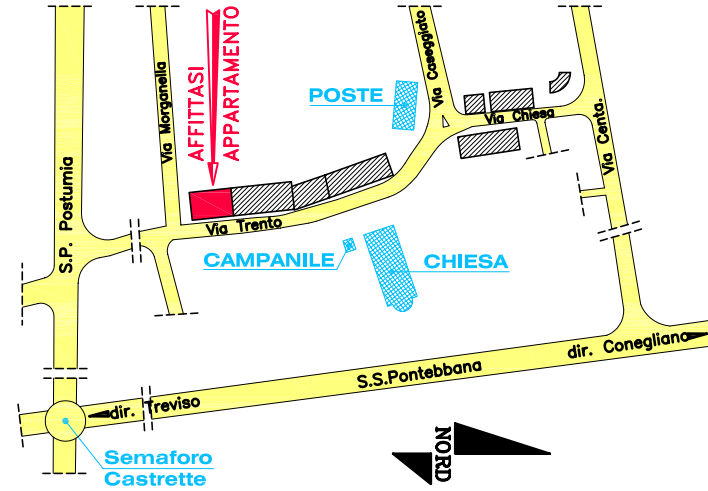 AFFITTASI
APPARTAMENTO
S.P. Postumia
Via Morganella
POSTE
Via Caseggiato
Via Chiesa
Via Centa.
Via Trento
CAMPANILE
CHIESA
dir. Conegliano
S.S.Pontebbana
dir. Treviso
NORD
Semaforo
Castrette